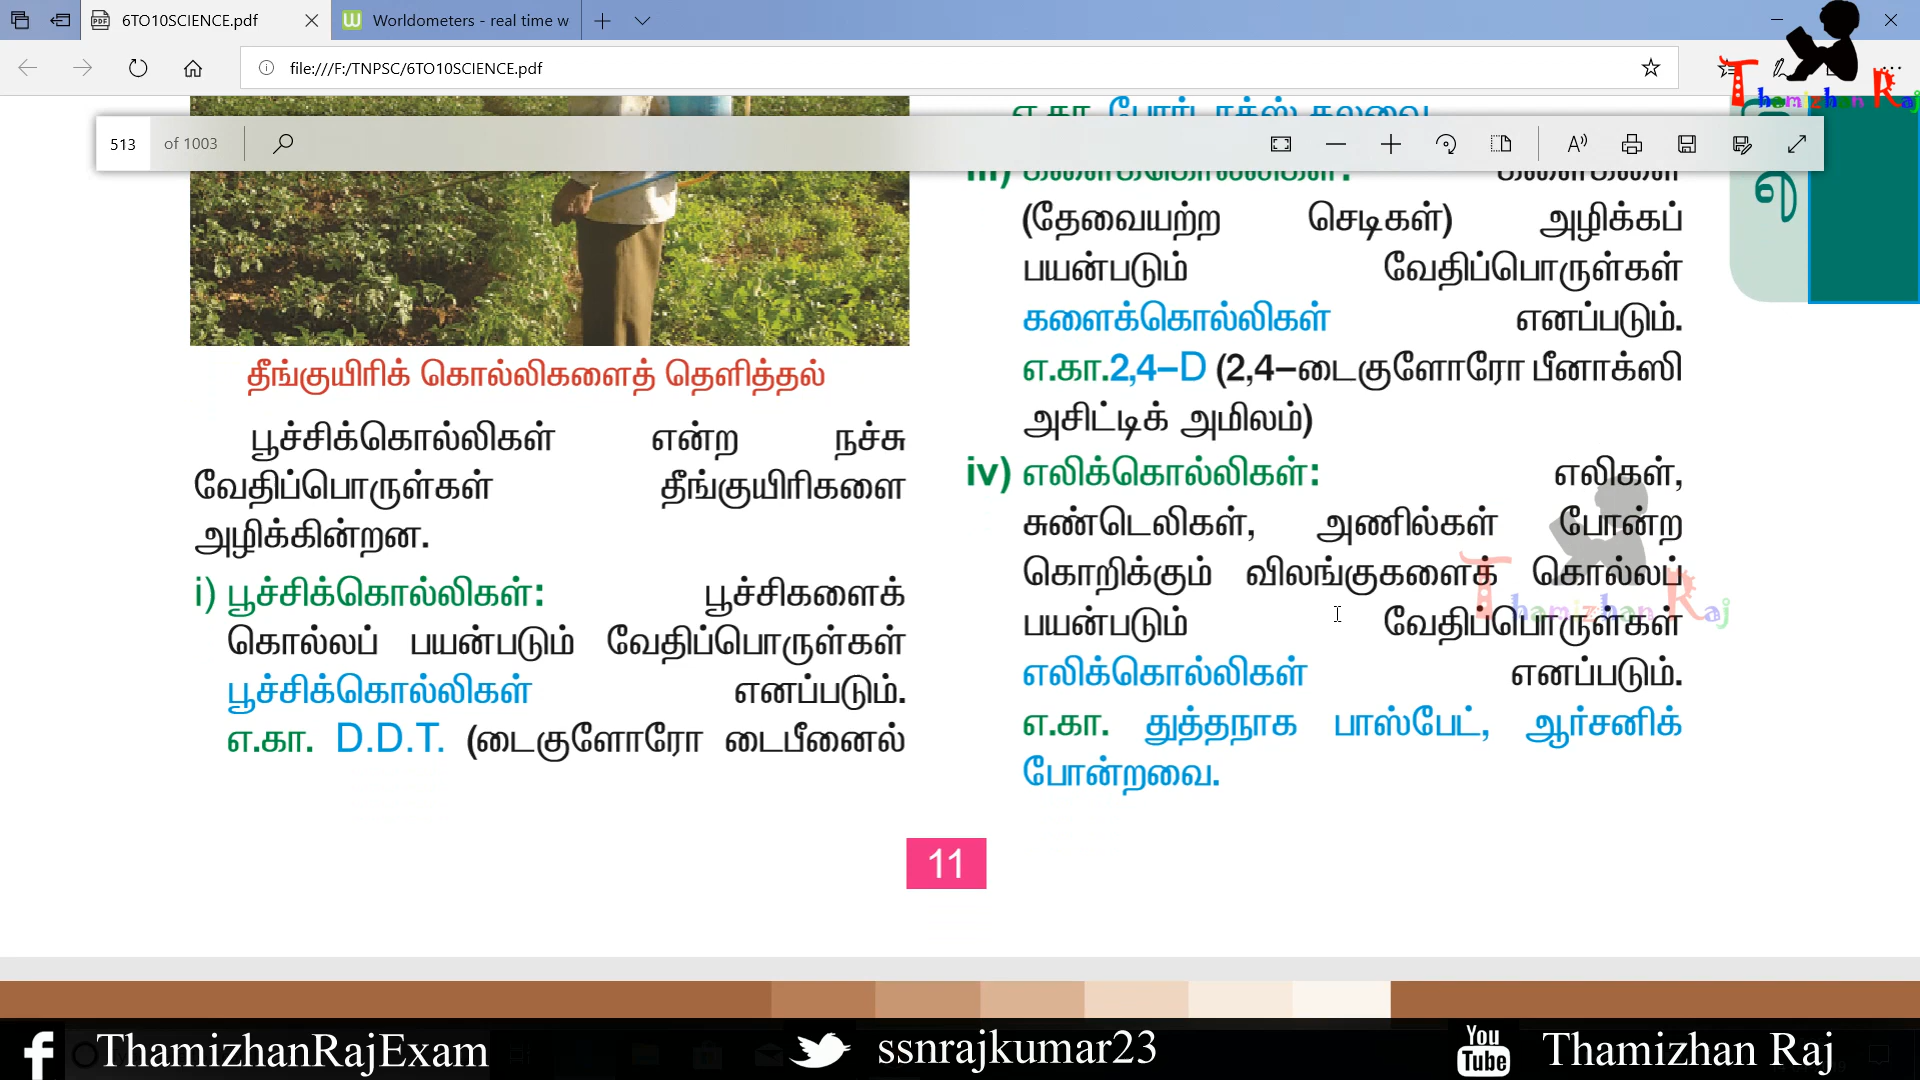 6TO10SCIENCE.pdf
Worldometers - real time w
file:///F:/TNPSC/6TO10SCIENCE.pdf
Thamizhan Raj
513 of 1003
தீங்குயிரிக் கொல்லிகளைத் தெளித்தல்
பூச்சிக்கொல்லிகள் என்ற நச்சு
வேதிப்பொருள்கள் தீங்குயிரிகளை
அழிக்கின்றன.
i) பூச்சிக்கொல்லிகள்: பூச்சிகளைக்
கொல்லப் பயன்படும் வேதிப்பொருள்கள்
பூச்சிக்கொல்லிகள் எனப்படும்.
எ.கா. D.D.T. (டைகுளோரோ டைபீனைல்
(தேவையற்ற செடிகள்) அழிக்கப்
பயன்படும் வேதிப்பொருள்கள்
களைக்கொல்லிகள் எனப்படும்.
எ.கா.2,4–D (2,4–டைகுளோரோ பீனாக்ஸி
அசிட்டிக் அமிலம்)
iv) எலிக்கொல்லிகள்: எலிகள்,
சுண்டெலிகள், அணில்கள் போன்ற
கொறிக்கும் விலங்குகளைக் கொல்லப்
பயன்படும் வேதிப்பொருள்கள்
எலிக்கொல்லிகள் எனப்படும்.
எ.கா. துத்தநாக பாஸ்பேட், ஆர்சனிக்
போன்றவை.
Thamizhan Raj
11
ThamizhanRajExam
ssnrajkumar23
You Tube
Thamizhan Raj